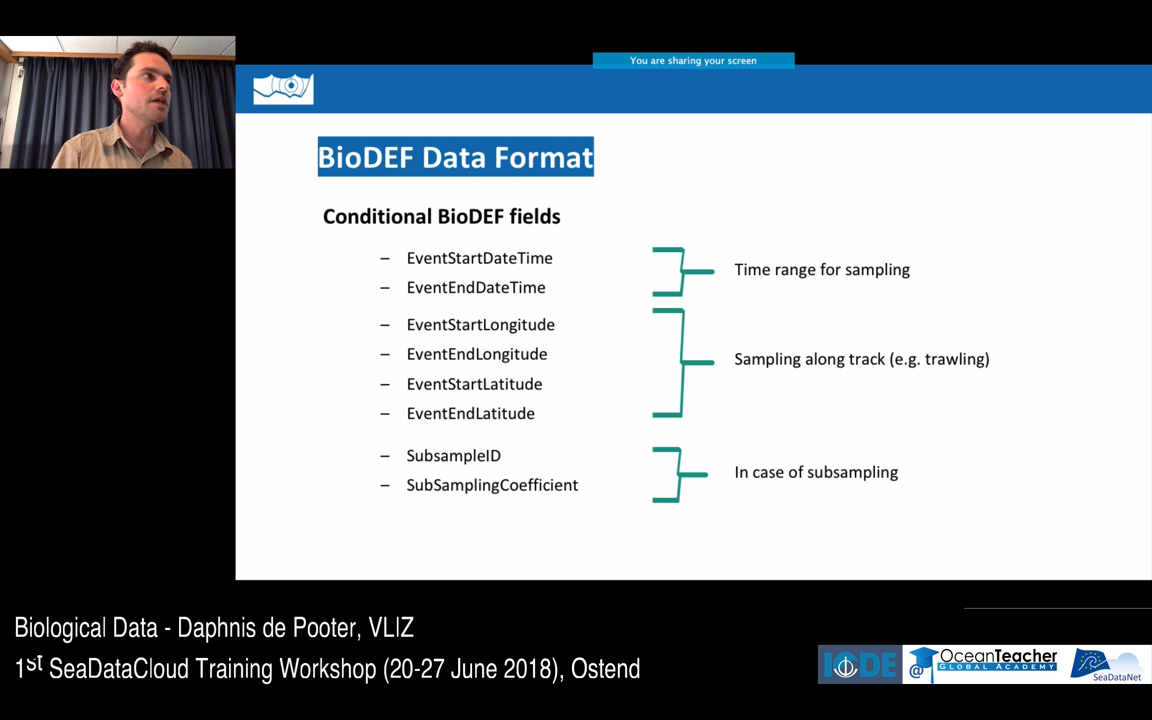 You are sharing your screen
BioDEF Data Format
Conditional BioDEF fields
– EventStartDateTime
– EventEndDateTime
Time range for sampling
– EventStartLongitude
– EventEndLongitude
– EventStartLatitude
– EventEndLatitude
Sampling along track (e.g. trawling)
– SubsampleID
– SubSamplingCoefficient
In case of subsampling
Biological Data - Daphnis de Pooter, VLIZ
1st SeaDataCloud Training Workshop (20-27 June 2018), Ostend
IODE
@ OceanTeacher
GLOBAL ACADEMY
SeaDataNet